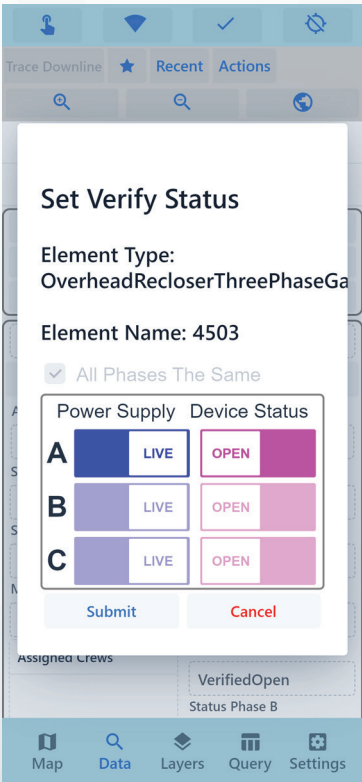 Trace Downline
Recent
Actions
Set Verify Status
Element Type:
OverheadRecloserThreePhaseGa
Element Name: 4503
All Phases The Same
Power Supply Device Status
A LIVE OPEN
B LIVE OPEN
C LIVE OPEN
Submit Cancel
Assigned Crews
VerifiedOpen
Status Phase B
Map Data Layers Query Settings